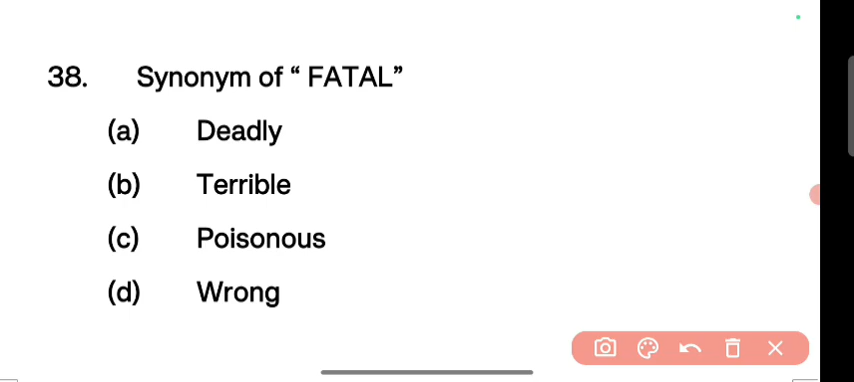 38. Synonym of “ FATAL”
(a) Deadly
(b) Terrible
(c) Poisonous
(d) Wrong